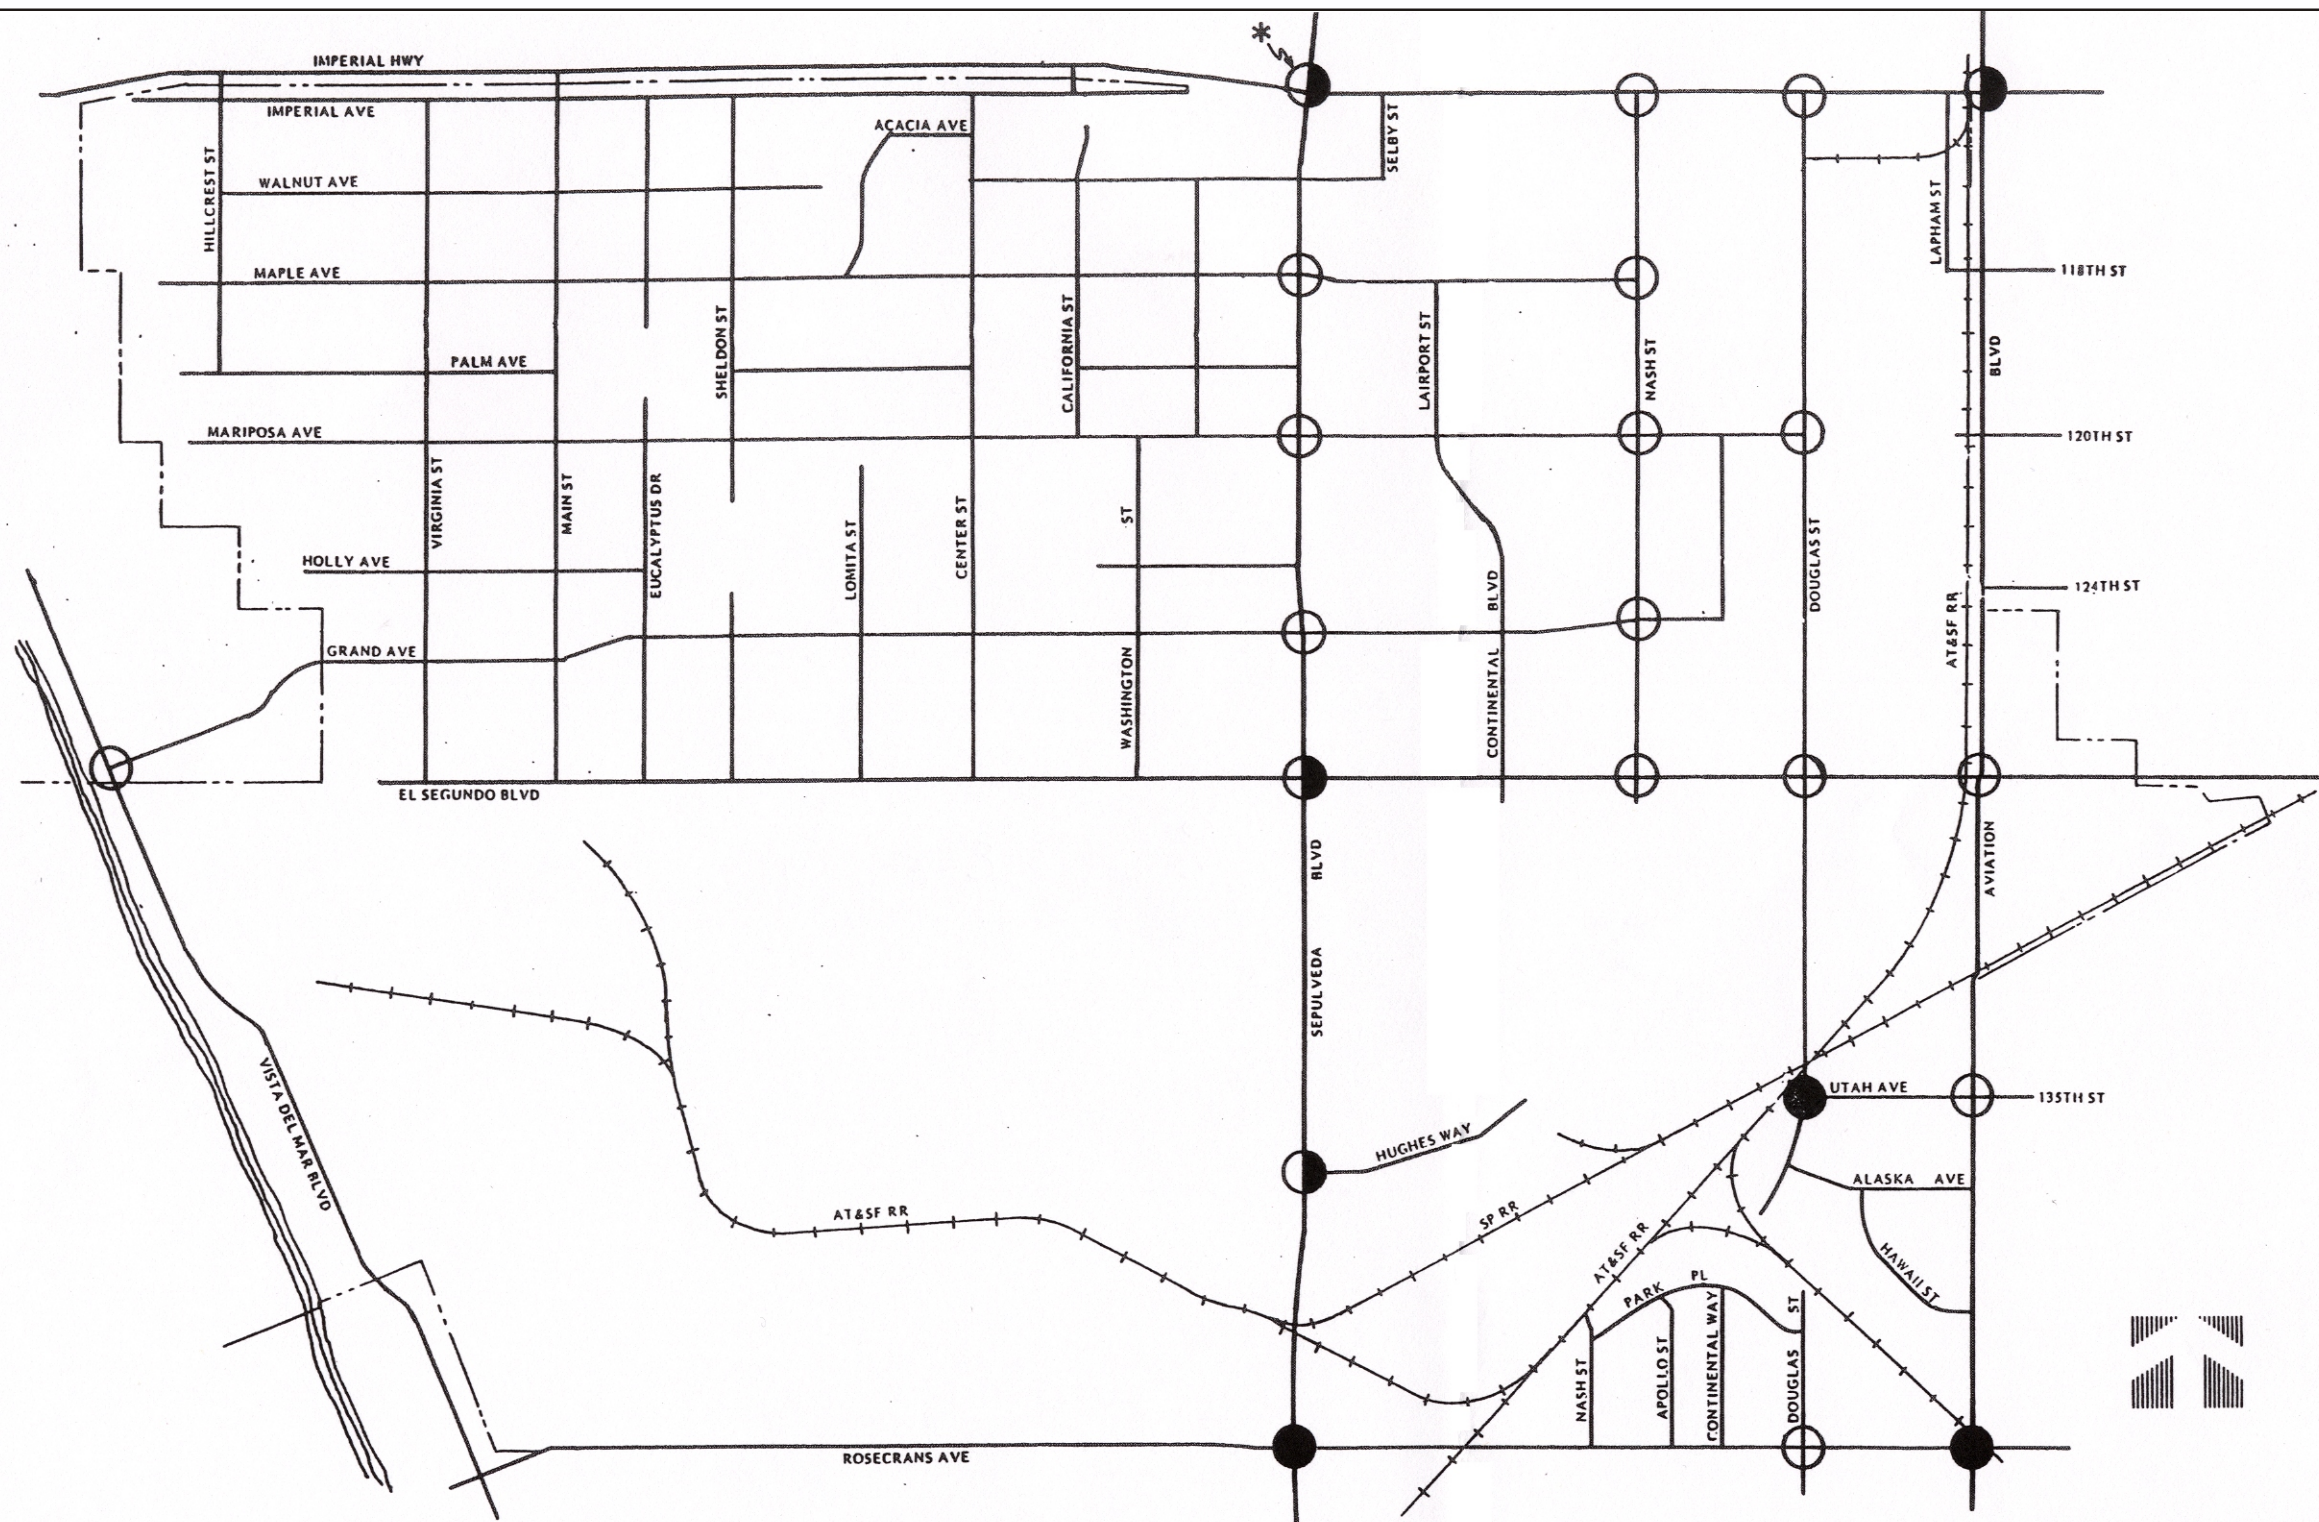 *
IMPERIAL HWY
IMPERIAL AVE
ACACIA AVE
SELBY ST
HILLCREST ST
WALNUT AVE
LAPHAM ST
MAPLE AVE
118TH ST
SHELDON ST
CALIFORNIA ST
LAIRPORT ST
NASH ST
BLVD
PALM AVE
MARIPOSA AVE
120TH ST
VIRGINIA ST
MAIN ST
EUCALYPTUS DR
LOMITA ST
CENTER ST
ST
DOUGLAS ST
HOLLY AVE
BLVD
124TH ST
AT&SF RR
GRAND AVE
WASHINGTON
CONTINENTAL
EL SEGUNDO BLVD
BLVD
AVIATION
SEPULVEDA
VISTA DEL MAR BLVD
UTAH AVE
135TH ST
HUGHES WAY
ALASKA AVE
AT&SF RR
SP RR
AT&SF RR
HAWAII ST
PARK PL
NASH ST
APOLLO ST
CONTINENTAL WAY
DOUGLAS ST
ROSECRANS AVE